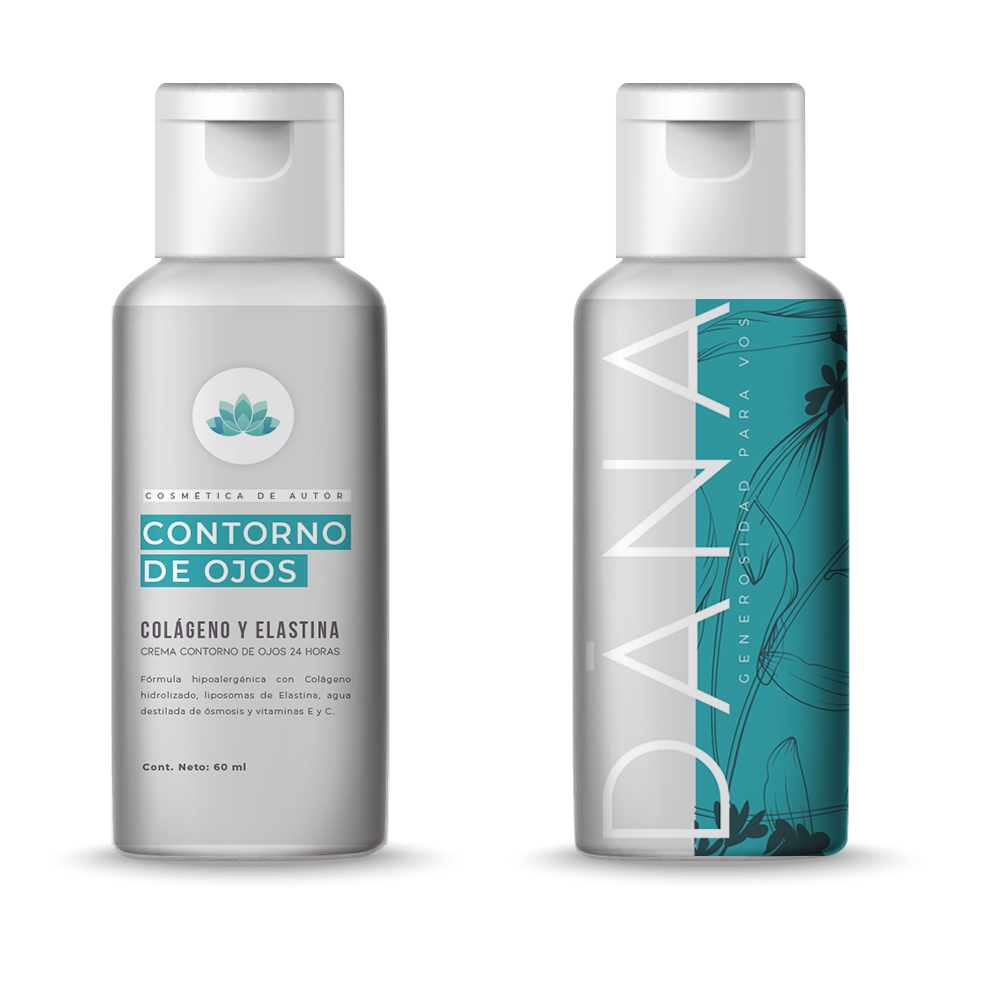 COSMÉTICA DE AUTOR
CONTORNO
DE OJOS
COLÁGENO Y ELASTINA
CREMA CONTORNO DE OJOS 24 HORAS
Fórmula hipoalergénica con Colágeno
hidrolizado, liposomas de Elastina, agua
destilada de ósmosis y vitaminas E y C.
Cont. Neto: 60 ml
DĀNA
GENEROSIDAD PARA VOS